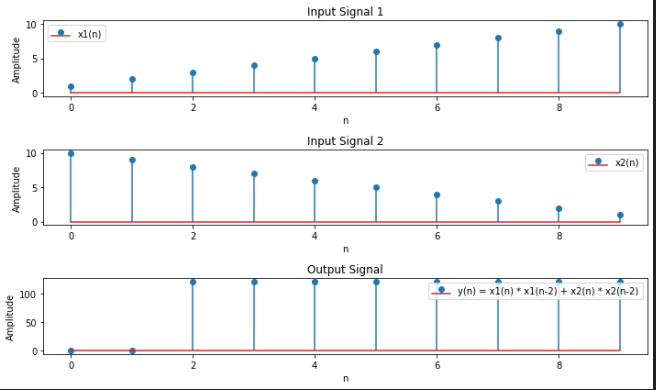 Input Signal 1
10
5
0
Amplitude
x1(n)
0 2 4 6 8
n
Input Signal 2
10
5
0
Amplitude
x2(n)
0 2 4 6 8
n
Output Signal
100
50
0
Amplitude
y(n) = x1(n) * x1(n-2) + x2(n) * x2(n-2)
0 2 4 6 8
n